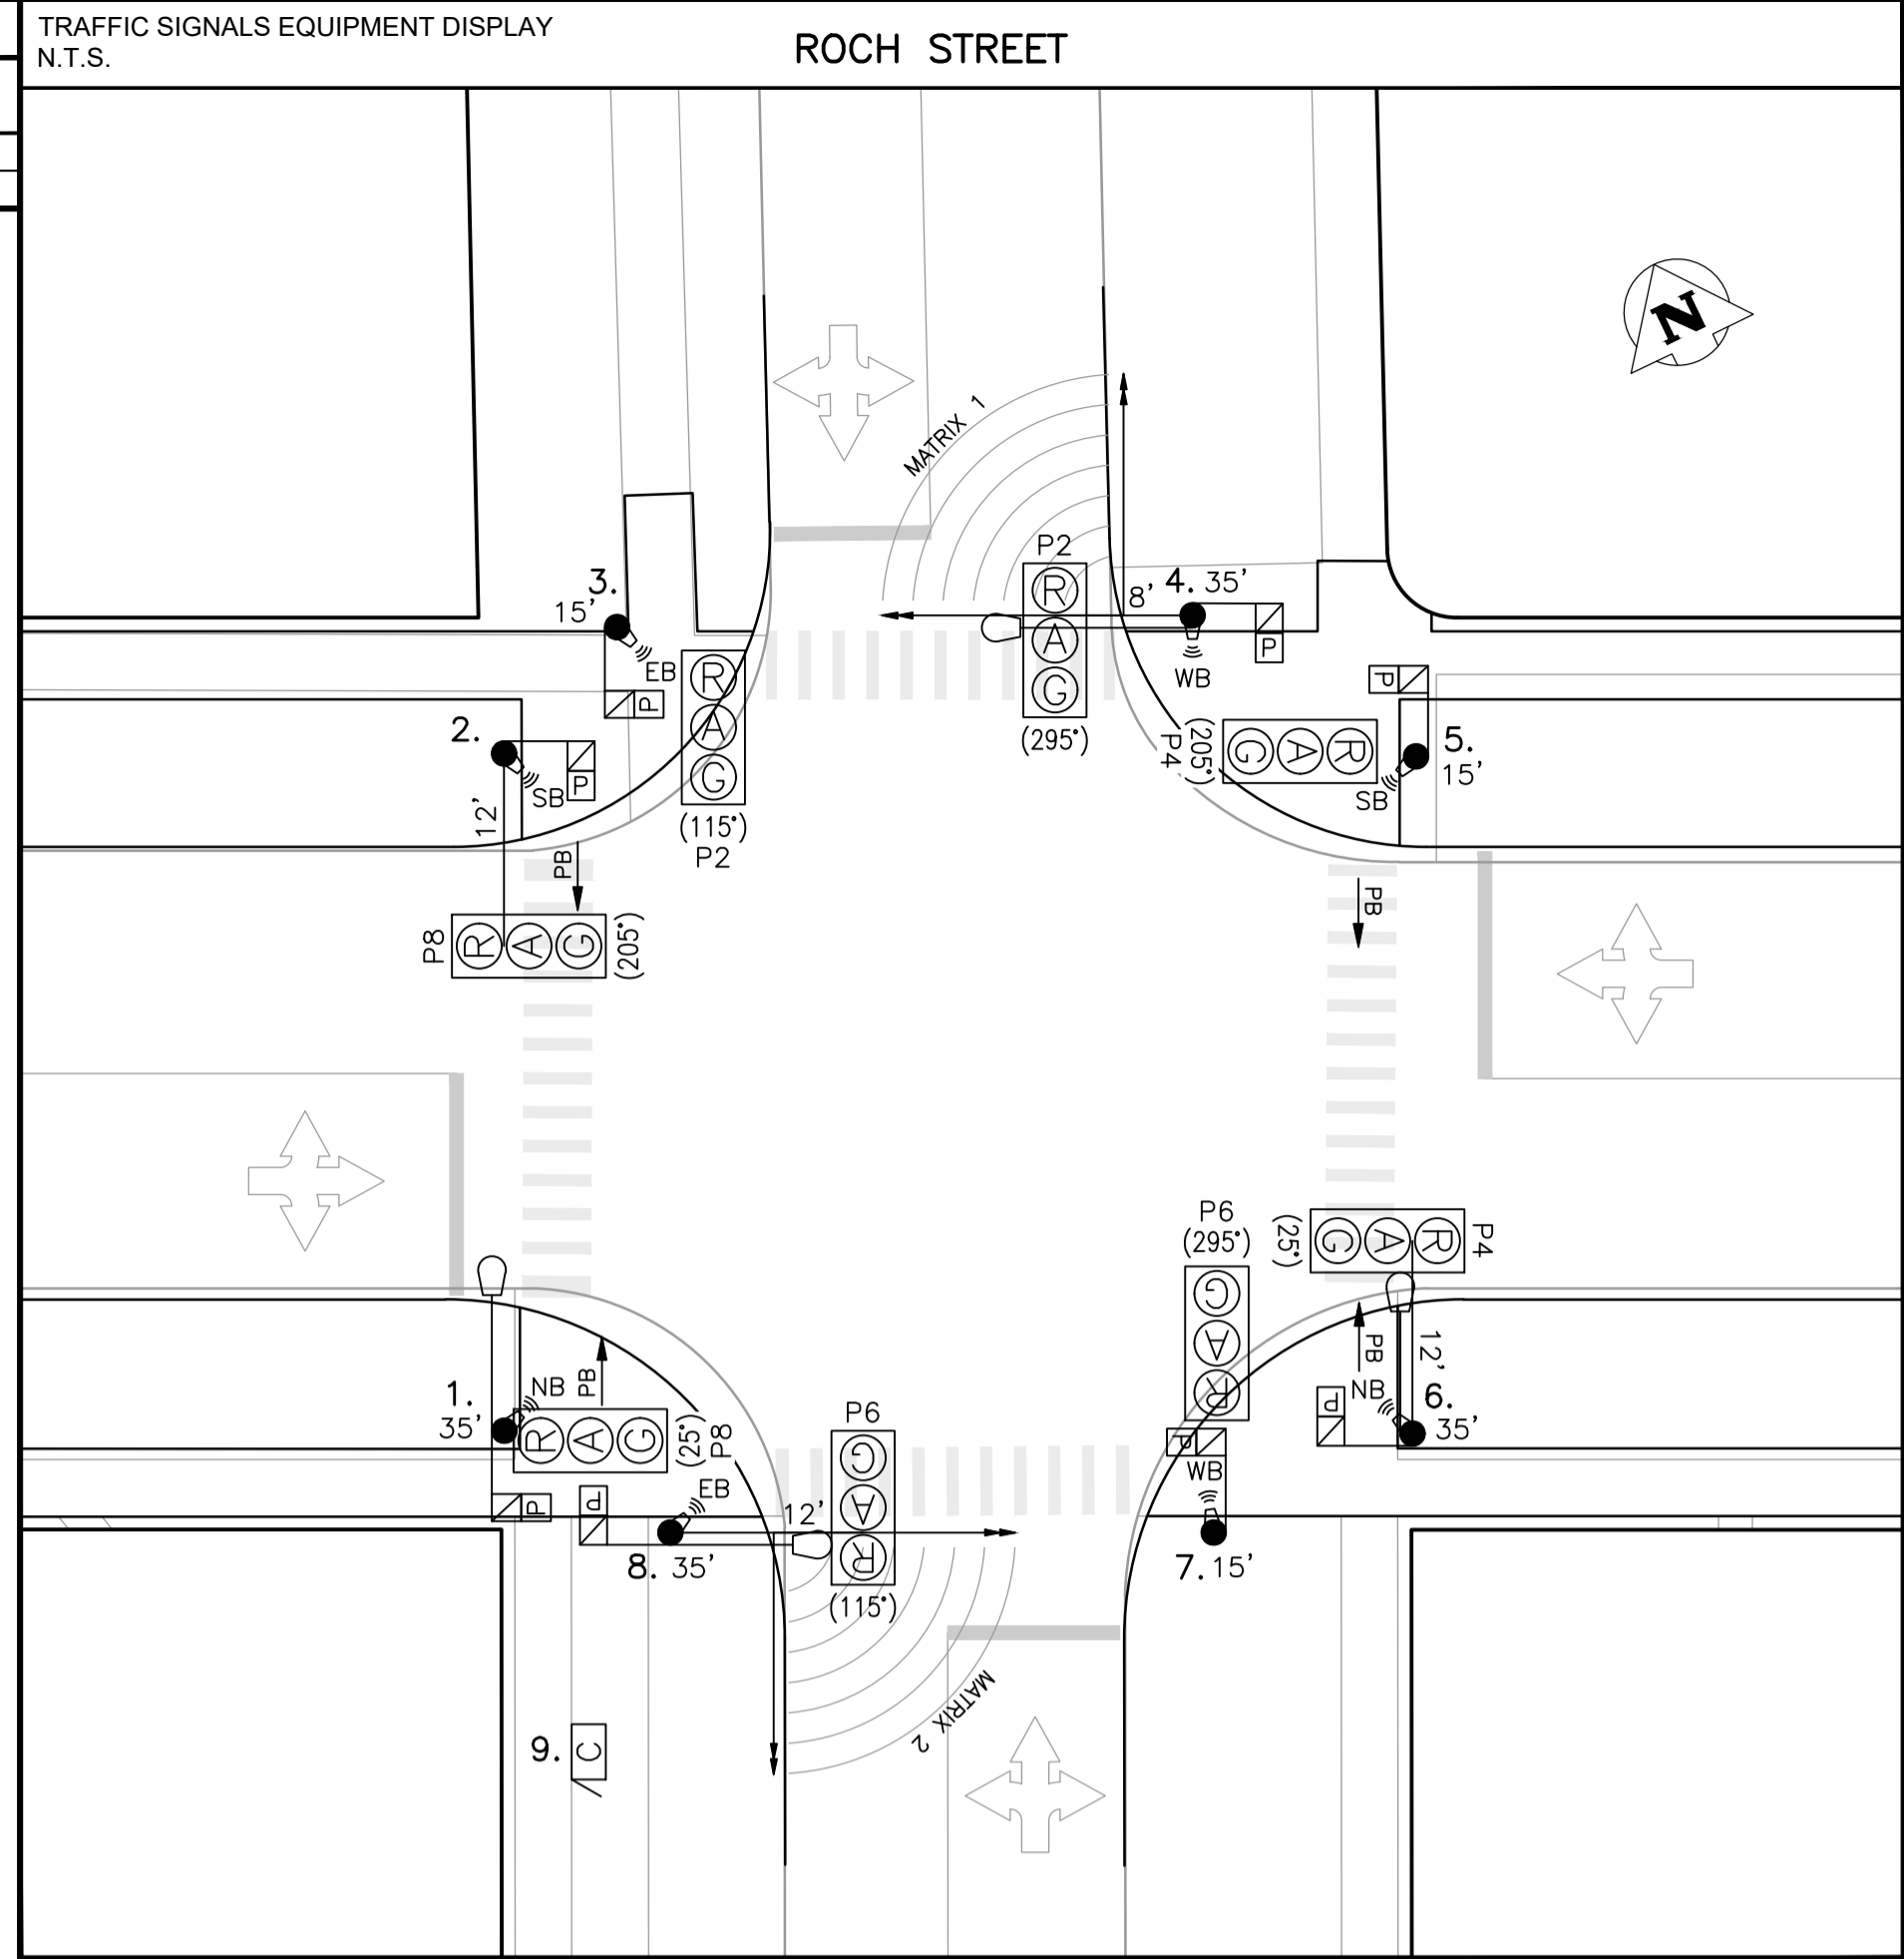 TRAFFIC SIGNALS EQUIPMENT DISPLAY
N.T.S.
ROCH STREET
N
MATRIX 1
P2
R
A
G
(295°)
8'
4. 35'
P
WB
3.
15'
EB
P
R
A
G
(115°)
P2
2.
SB
P
12'
PB
P8
R A G
(205°)
P
5.
15'
SB
R A G
(205°)
P4
PB
P6
(295°)
R A G
P
WB
7. 15'
P4
R A G
(25°)
12'
PB
NB
6.
35'
P
1.
35'
NB
PB
R A G
(25°)
P8
P
P
EB
8. 35'
12'
P6
R A G
(115°)
MATRIX 2
9. C